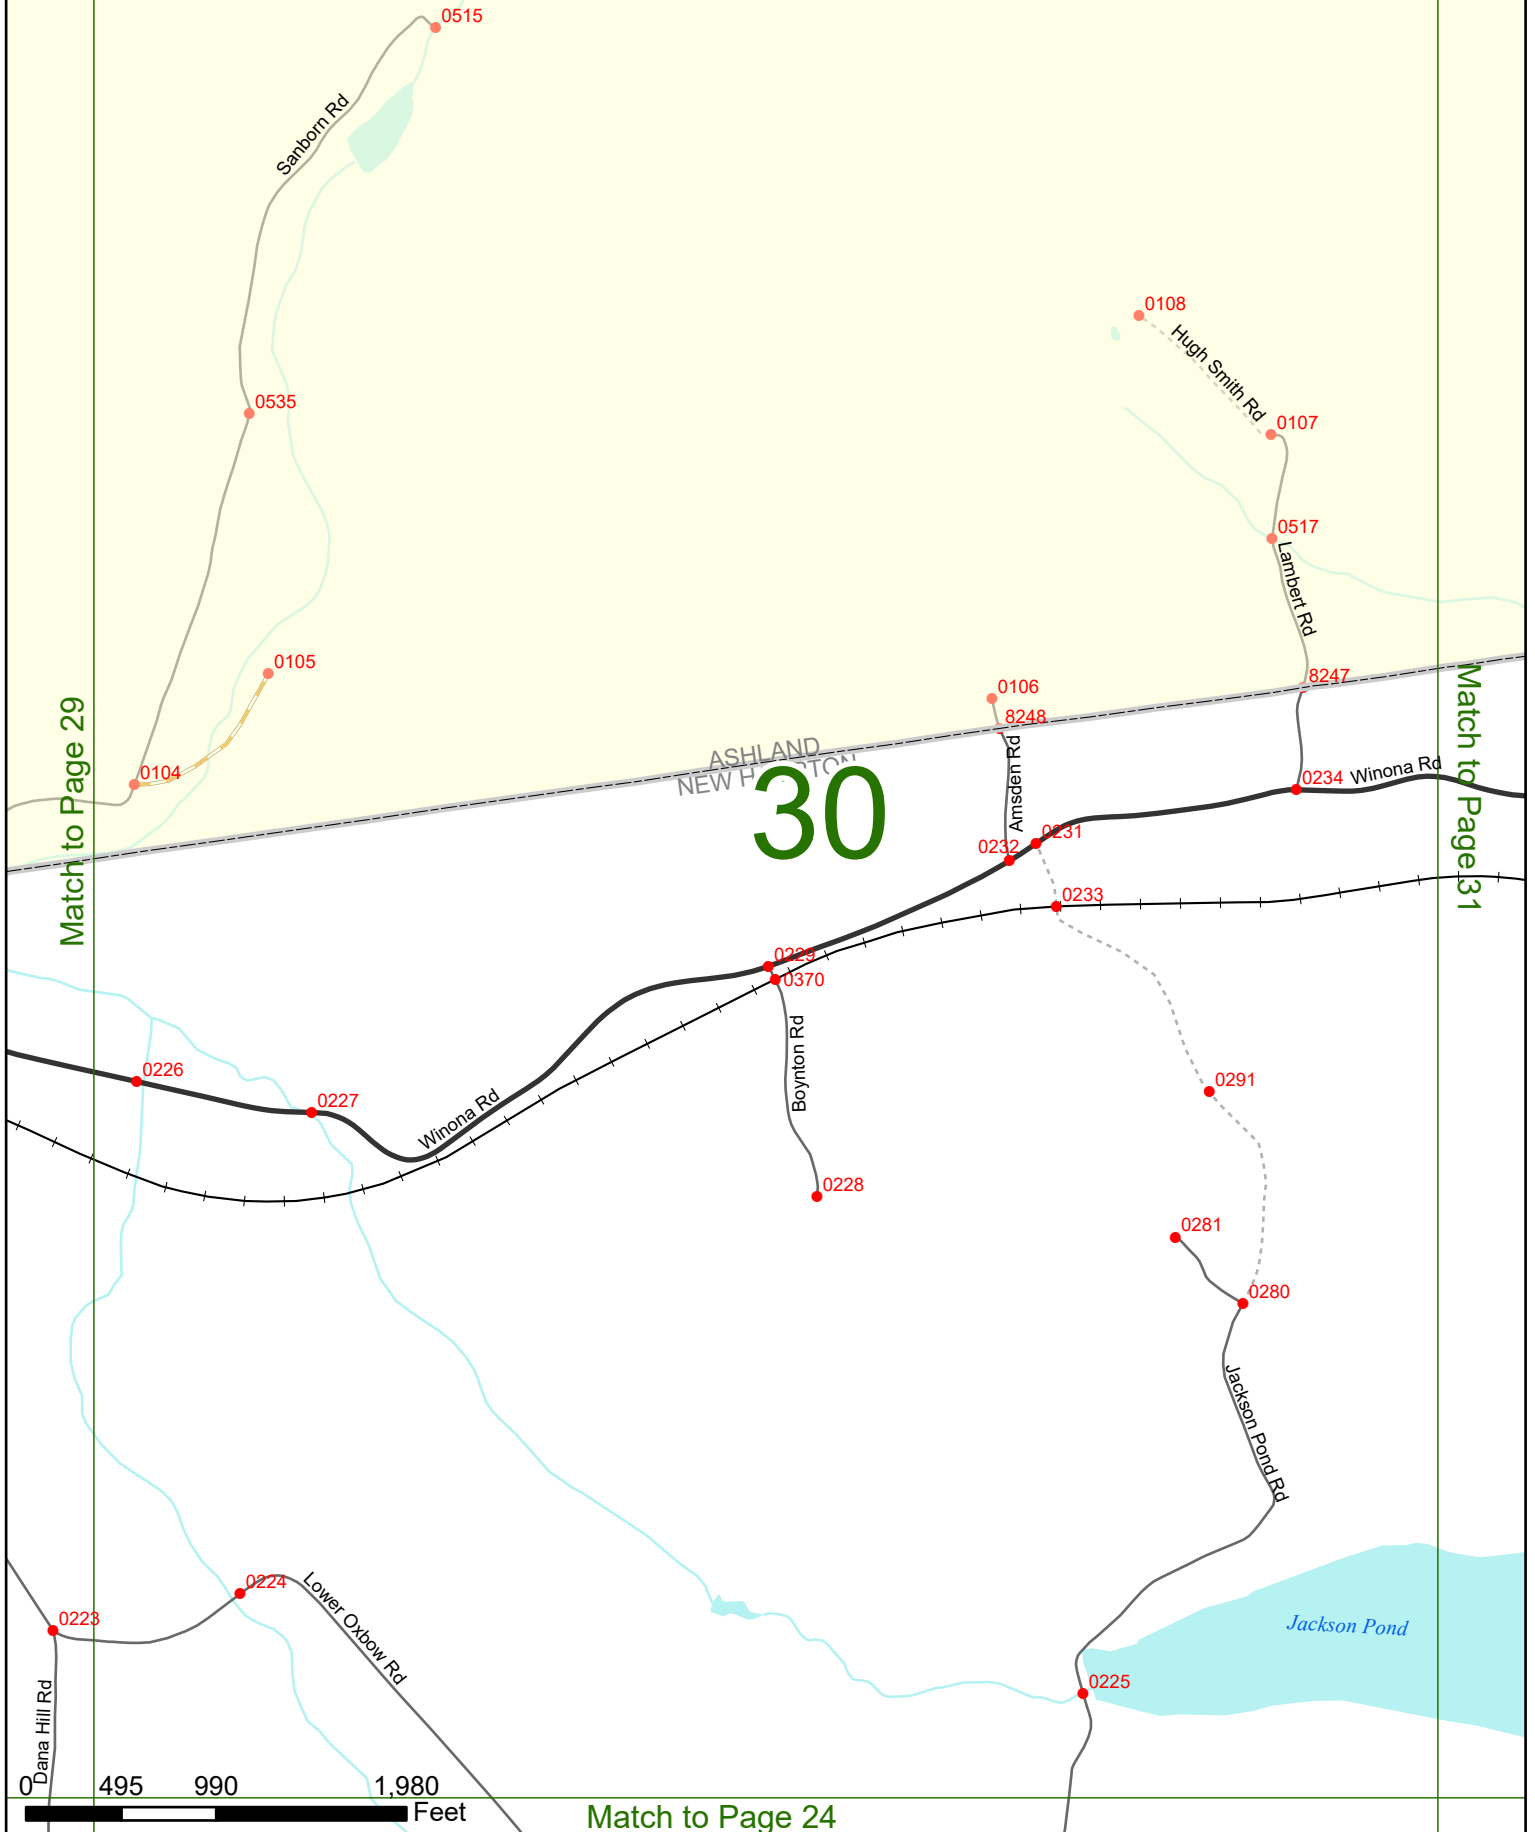 0515
Sanborn Rd
0108
Hugh Smith Rd
0535
0107
0517
Lambert Rd
0105
8247
0106
8248
Match to Page 29
Match to Page 31
0104
ASHLAND
NEW HAMPTON
30
Amsden Rd
0234
Winona Rd
0231
0232
0233
0229
0370
Boynton Rd
0226
0227
Winona Rd
0291
0228
0281
0280
Jackson Pond Rd
0224
Lower Oxbow Rd
0223
Jackson Pond
0225
Dana Hill Rd
0 495 990 1,980
Feet
Match to Page 24